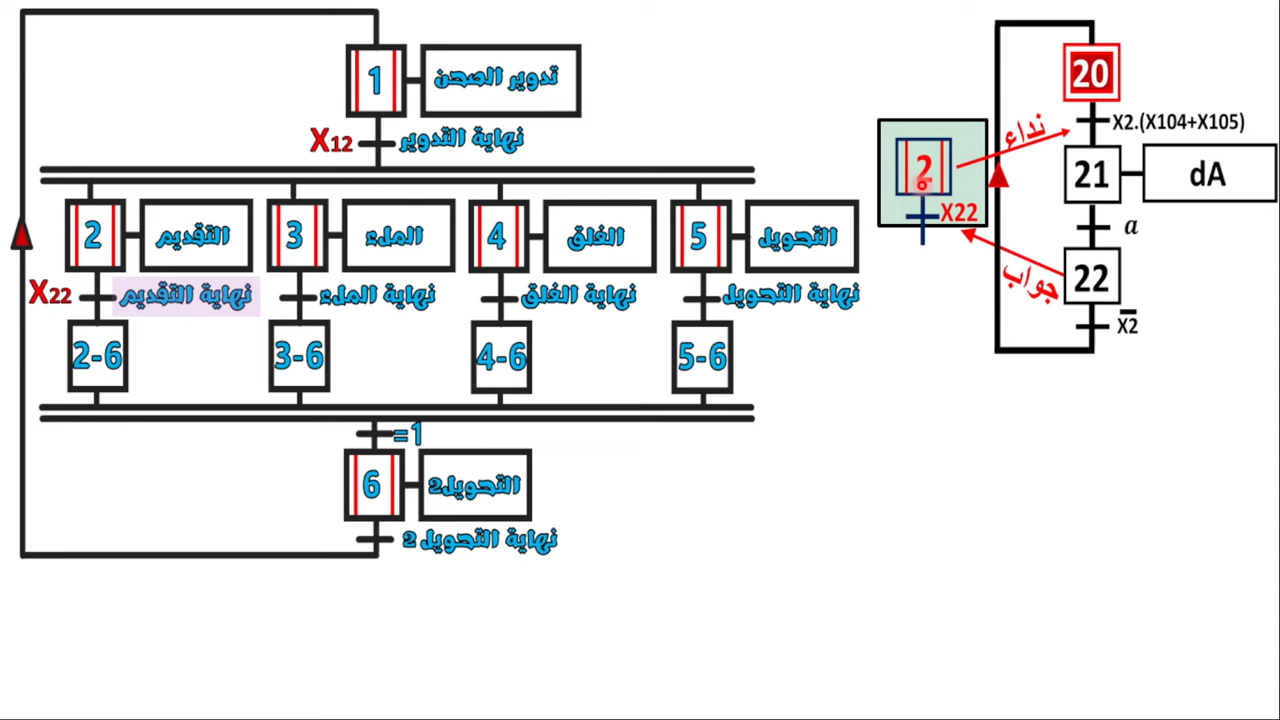 1 تدوير الصحن
X12 نهاية التدوير
2 التقديم
3 الملء
4 الغلق
5 التحويل
X22 نهاية التقديم
نهاية الملء
نهاية الغلق
نهاية التحويل
2-6
3-6
4-6
5-6
=1
6 التحويل2
نهاية التحويل 2
2
X22
نداء
جواب
20
X2.(X104+X105)
21 dA
a
22
X̅2̅